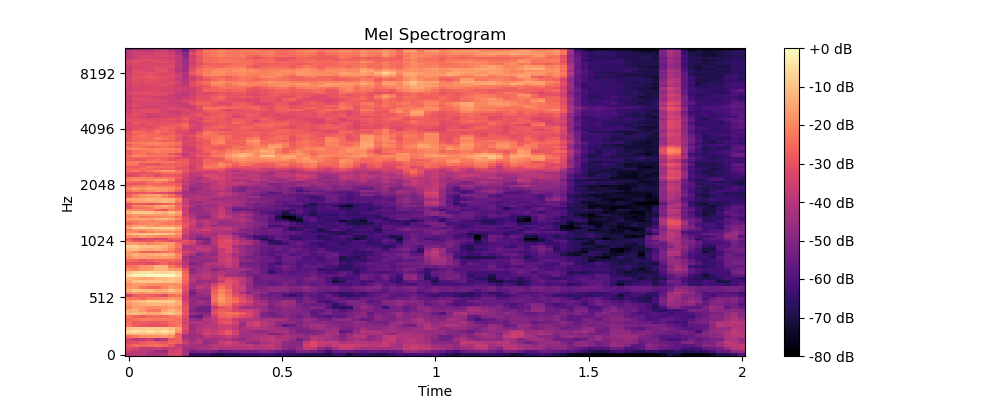 Mel Spectrogram
Hz
8192
4096
2048
1024
512
0
0
0.5
1
1.5
2
Time
+0 dB
-10 dB
-20 dB
-30 dB
-40 dB
-50 dB
-60 dB
-70 dB
-80 dB